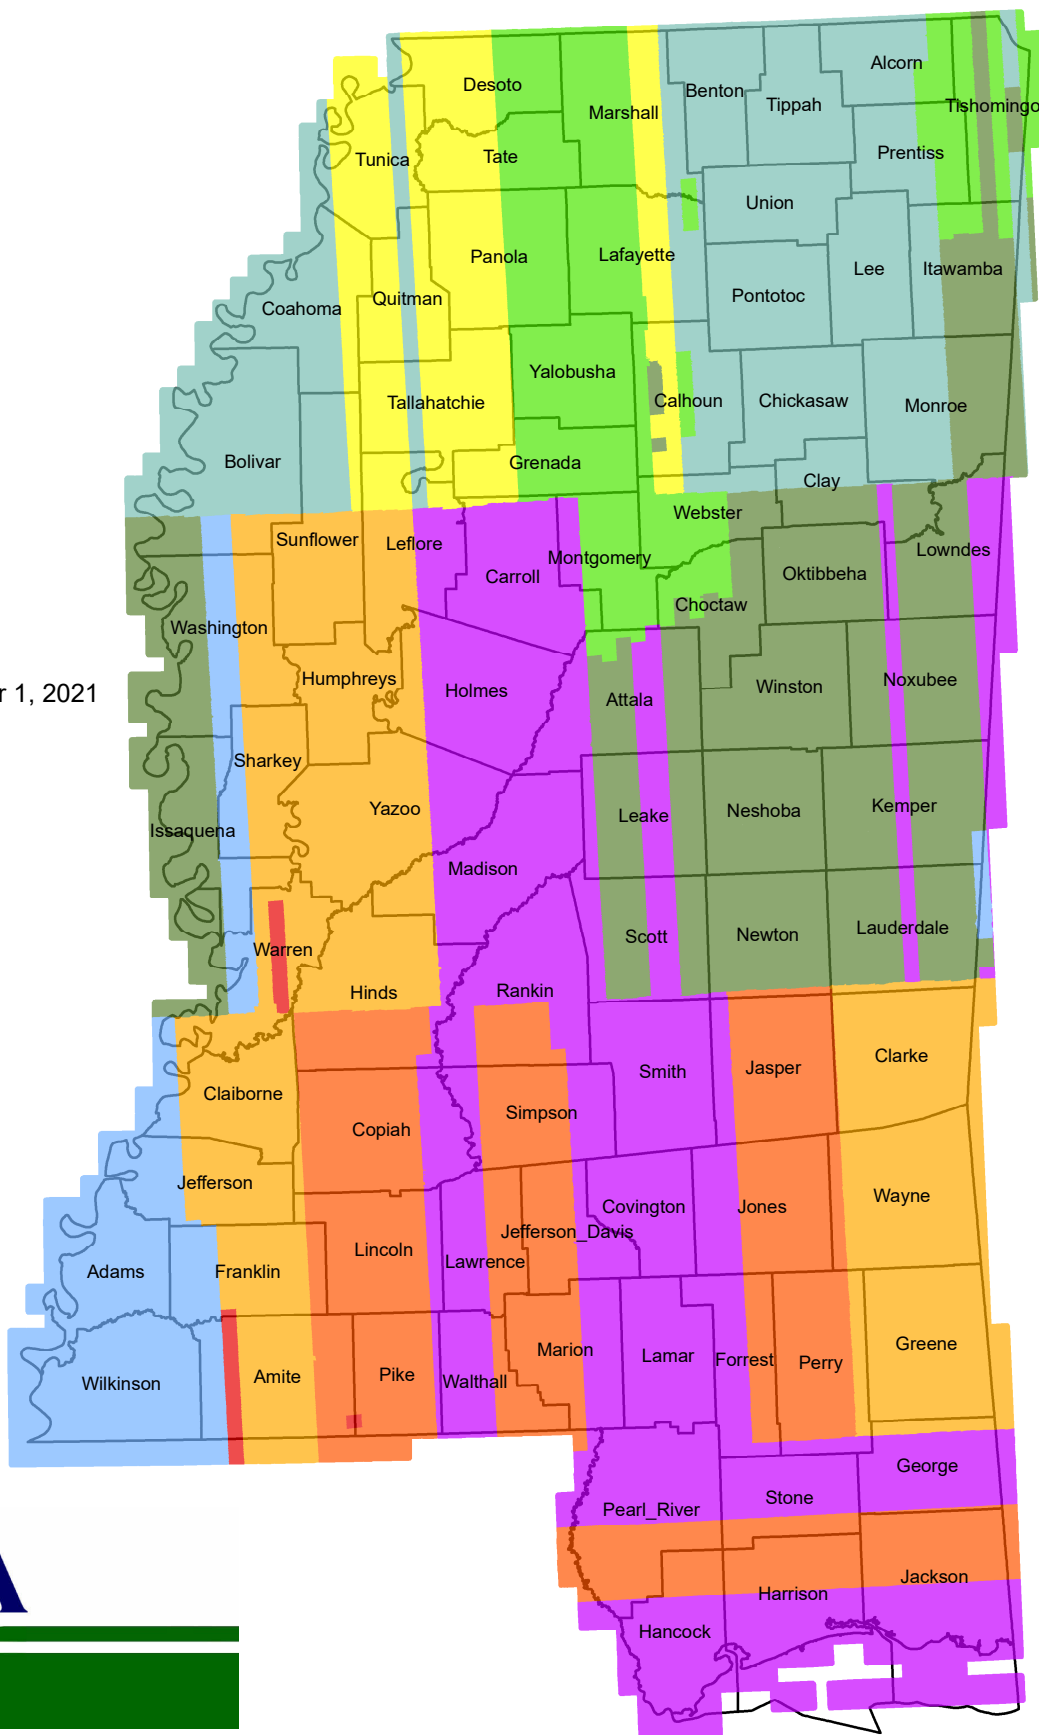 Alcorn
Desoto
Benton
Tippah
Tishomingo
Marshall
Prentiss
Tunica
Tate
Union
Panola
Lafayette
Lee
Itawamba
Quitman
Pontotoc
Coahoma
Yalobusha
Tallahatchie
Calhoun
Chickasaw
Monroe
Bolivar
Grenada
Clay
Webster
Sunflower
Leflore
Montgomery
Lowndes
Carroll
Oktibbeha
Choctaw
Washington
Humphreys
Holmes
Winston
Noxubee
r 1, 2021
Attala
Sharkey
Yazoo
Leake
Neshoba
Kemper
Issaquena
Madison
Warren
Scott
Newton
Lauderdale
Hinds
Rankin
Clarke
Smith
Jasper
Claiborne
Simpson
Copiah
Jefferson
Covington
Jones
Wayne
Jefferson_Davis
Lincoln
Lawrence
Adams
Franklin
Greene
Marion
Lamar
Forrest
Perry
Wilkinson
Amite
Pike
Walthall
George
Stone
Pearl_River
Jackson
Harrison
Hancock